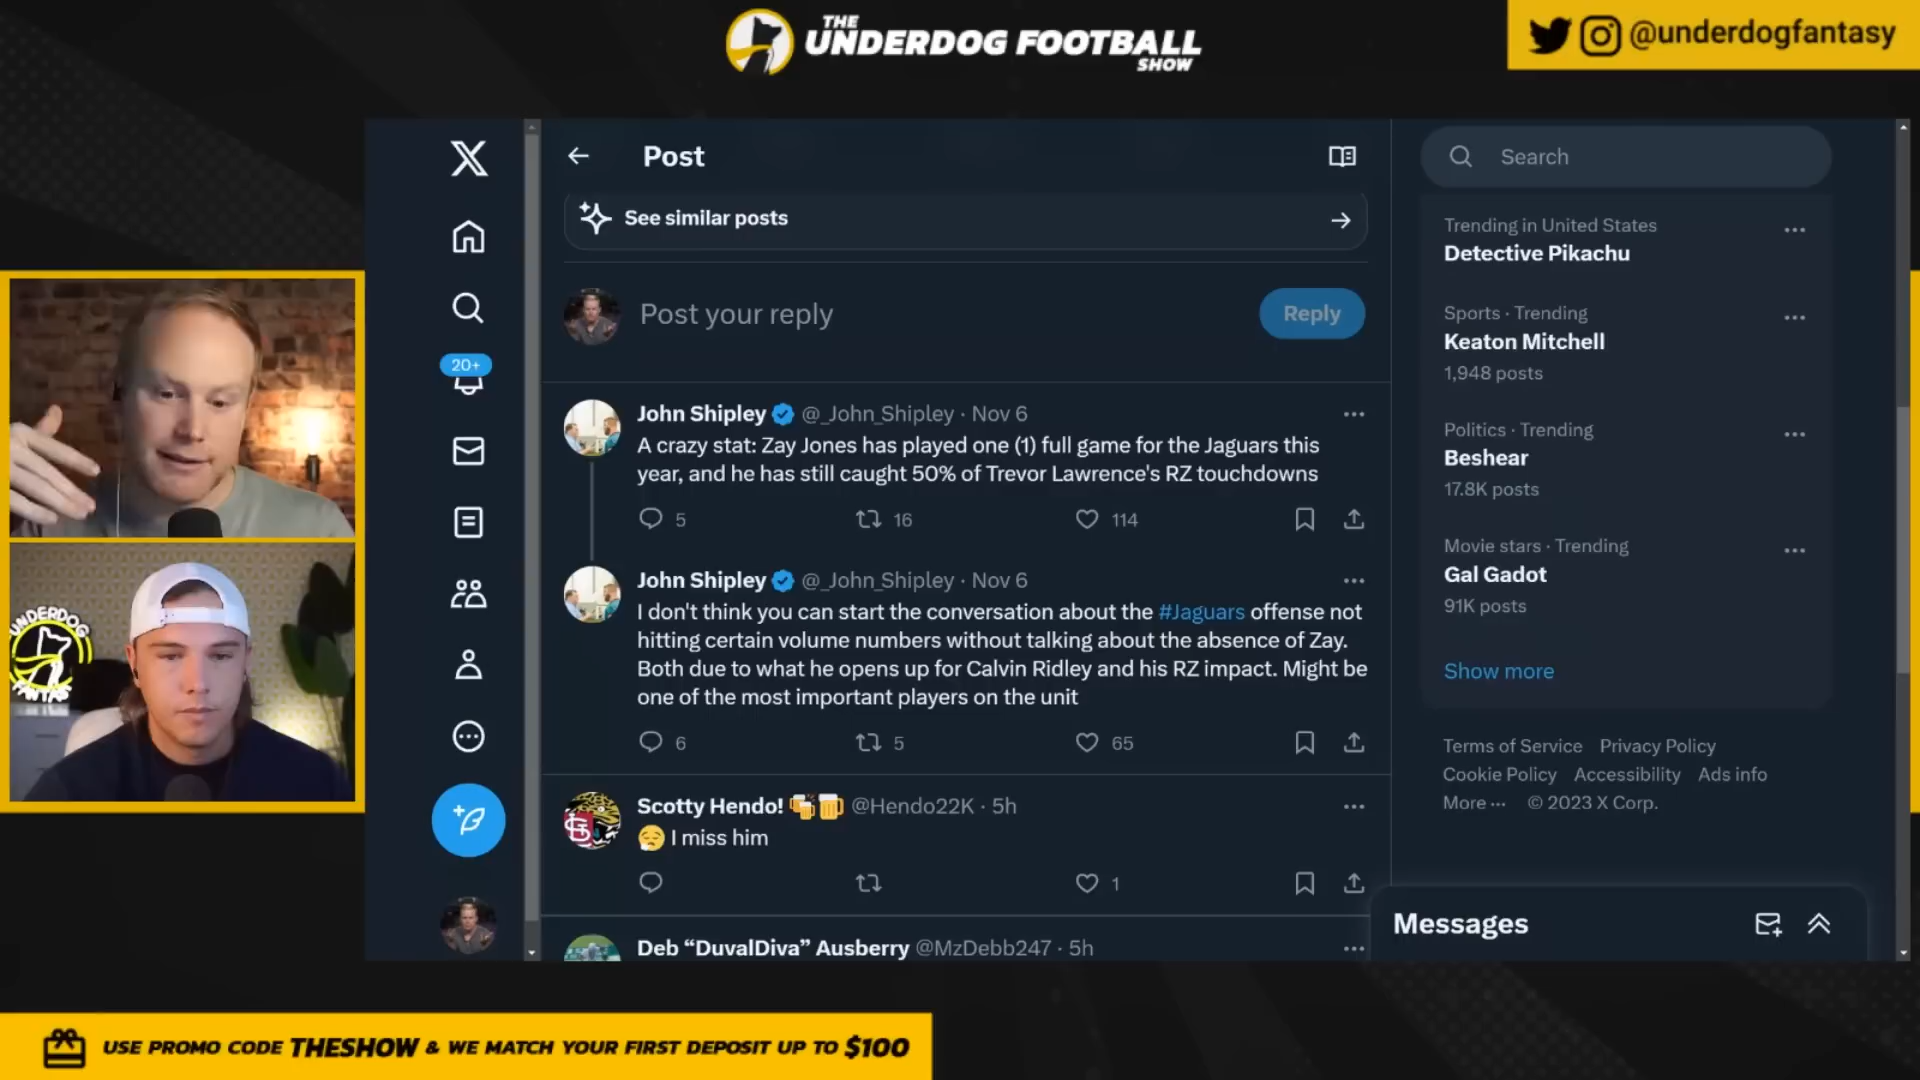 THE
UNDERDOG FOOTBALL
SHOW
@underdogfantasy
Post
See similar posts
Post your reply
Reply
20+
John Shipley @_John_Shipley · Nov 6
A crazy stat: Zay Jones has played one (1) full game for the Jaguars this
year, and he has still caught 50% of Trevor Lawrence's RZ touchdowns
5 16 114
John Shipley @_John_Shipley · Nov 6
I don't think you can start the conversation about the #Jaguars offense not
hitting certain volume numbers without talking about the absence of Zay.
Both due to what he opens up for Calvin Ridley and his RZ impact. Might be
one of the most important players on the unit
6 5 65
Scotty Hendo! 🍻🍺 @Hendo22K · 5h
😮‍💨 I miss him
1
Deb “DuvalDiva” Ausberry @MzDebb247 · 5h
Search
Trending in United States
Detective Pikachu
Sports · Trending
Keaton Mitchell
1,948 posts
Politics · Trending
Beshear
17.8K posts
Movie stars · Trending
Gal Gadot
91K posts
Show more
Terms of Service Privacy Policy
Cookie Policy Accessibility Ads info
More ··· © 2023 X Corp.
Messages
UNDERDOG
FANTAS
USE PROMO CODE THESHOW & WE MATCH YOUR FIRST DEPOSIT UP TO $100